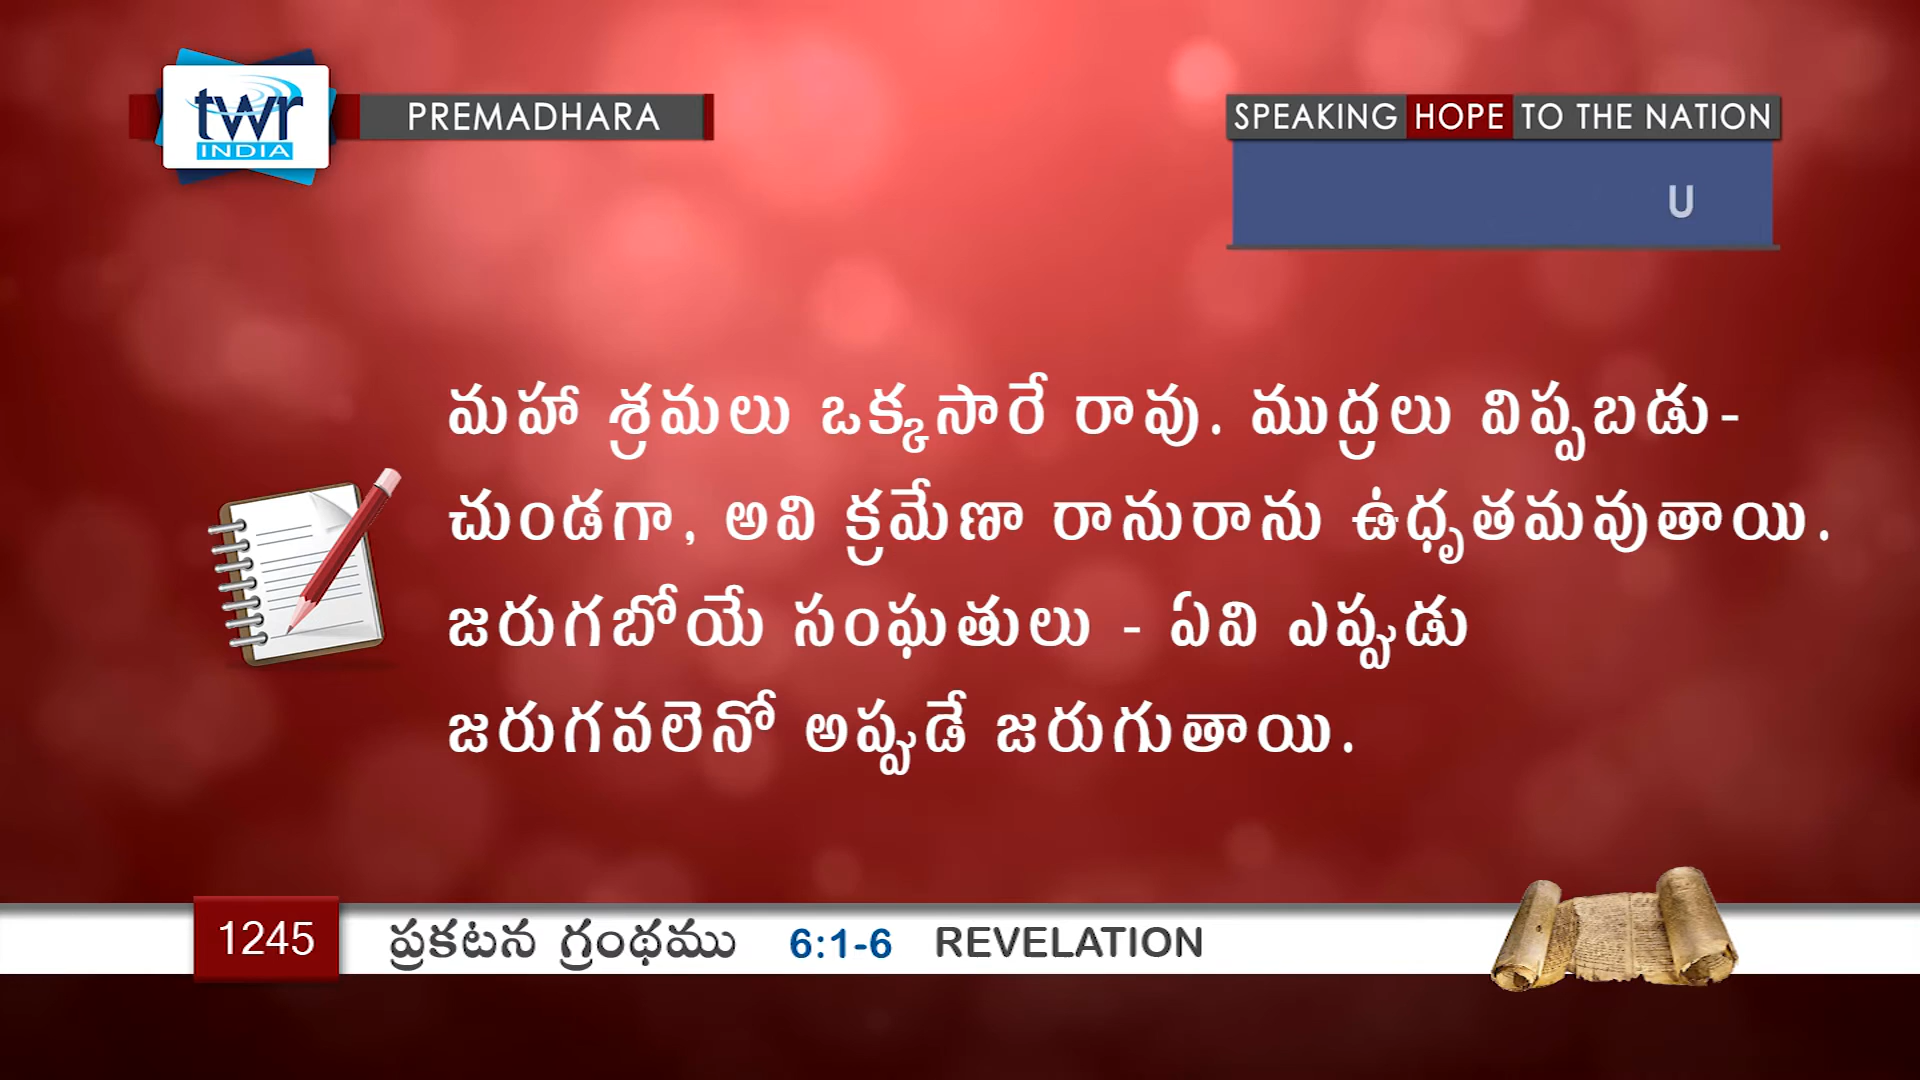 twr
INDIA
PREMADHARA
SPEAKING HOPE TO THE NATION
U
మహా శ్రమలు ఒక్కసారే రావు. ముద్రలు విప్పబడు-
చుండగా, అవి క్రమేణా రానురాను ఉధృతమవుతాయి.
జరుగబోయే సంఘతులు - ఏవి ఎప్పుడు
జరుగవలెనో అప్పుడే జరుగుతాయి.
1245 ప్రకటన గ్రంథము 6:1-6 REVELATION